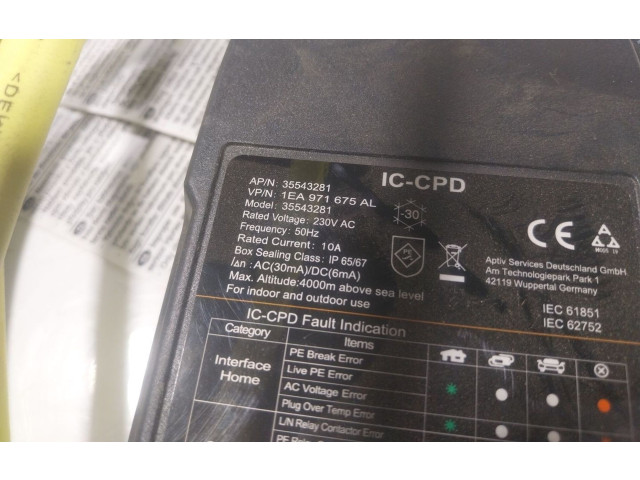 IC-CPD
AP/N: 35543281
VP/N: 1EA 971 675 AL
Model: 35543281
Rated Voltage: 230V AC
Frequency: 50Hz
Rated Current: 10A
Box Sealing Class: IP 65/67
I∆n : AC(30mA)/DC(6mA)
Max. Altitude:4000m above sea level
For indoor and outdoor use
-30
CE
Aptiv Services Deutschland GmbH
Am Technologiepark Park 1
42119 Wuppertal Germany
IEC 61851
IEC 62752
IC-CPD Fault Indication
Category Items
Interface Home
PE Break Error
Live PE Error
AC Voltage Error
Plug Over Temp Error
L/N Relay Contactor Error